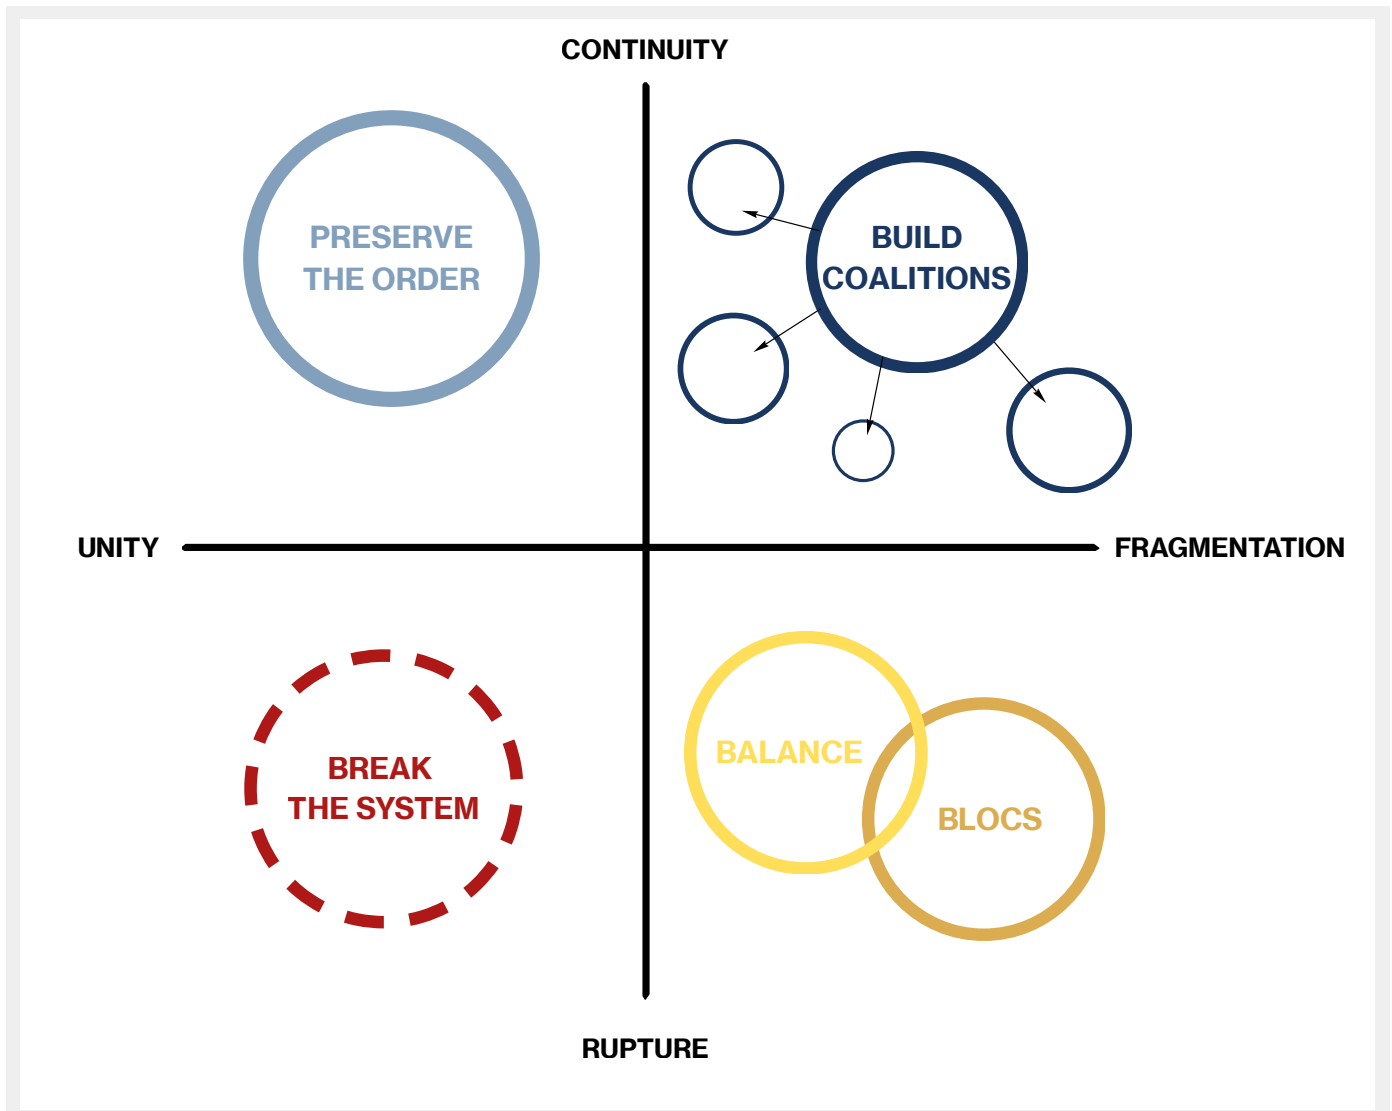 CONTINUITY
PRESERVE
THE ORDER
BUILD
COALITIONS
UNITY
FRAGMENTATION
BREAK
THE SYSTEM
BALANCE
BLOCS
RUPTURE